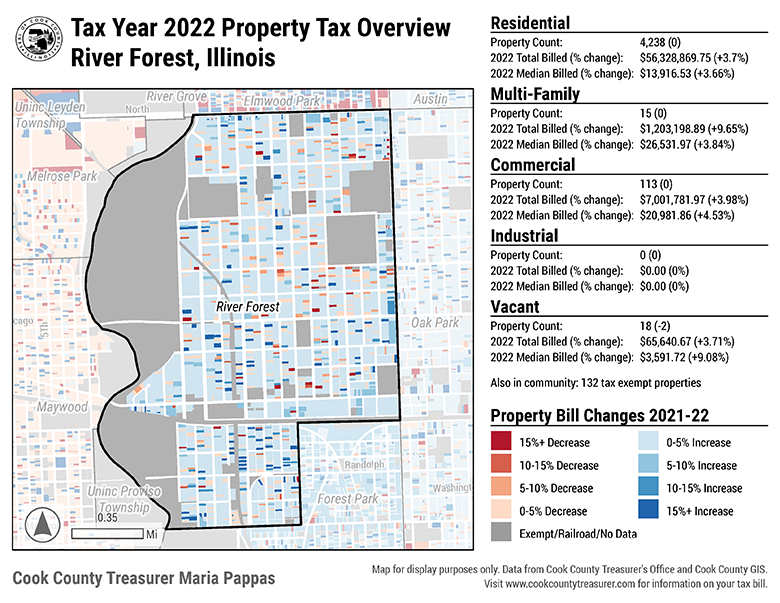 Tax Year 2022 Property Tax Overview
River Forest, Illinois
Residential
Property Count: 4,238 (0)
2022 Total Billed (% change): $56,328,869.75 (+3.7%)
2022 Median Billed (% change): $13,916.53 (+3.66%)
Multi-Family
Property Count: 15 (0)
2022 Total Billed (% change): $1,203,198.89 (+9.65%)
2022 Median Billed (% change): $26,531.97 (+3.84%)
Commercial
Property Count: 113 (0)
2022 Total Billed (% change): $7,001,781.97 (+3.98%)
2022 Median Billed (% change): $20,981.86 (+4.53%)
Industrial
Property Count: 0 (0)
2022 Total Billed (% change): $0.00 (0%)
2022 Median Billed (% change): $0.00 (0%)
Vacant
Property Count: 18 (-2)
2022 Total Billed (% change): $65,640.67 (+3.71%)
2022 Median Billed (% change): $3,591.72 (+9.08%)
Also in community: 132 tax exempt properties
Property Bill Changes 2021-22
15%+ Decrease
10-15% Decrease
5-10% Decrease
0-5% Decrease
Exempt/Railroad/No Data
0-5% Increase
5-10% Increase
10-15% Increase
15%+ Increase
River Grove
Elmwood Park
Austin
Uninc Leyden
Township
North
Melrose Park
River Forest
Oak Park
cago
5Th
Maywood
Randolph
Washingt
Forest Park
Uninc Proviso
Township
0.35
Mi
Cook County Treasurer Maria Pappas
Map for display purposes only. Data from Cook County Treasurer's Office and Cook County GIS.
Visit www.cookcountytreasurer.com for information on your tax bill.